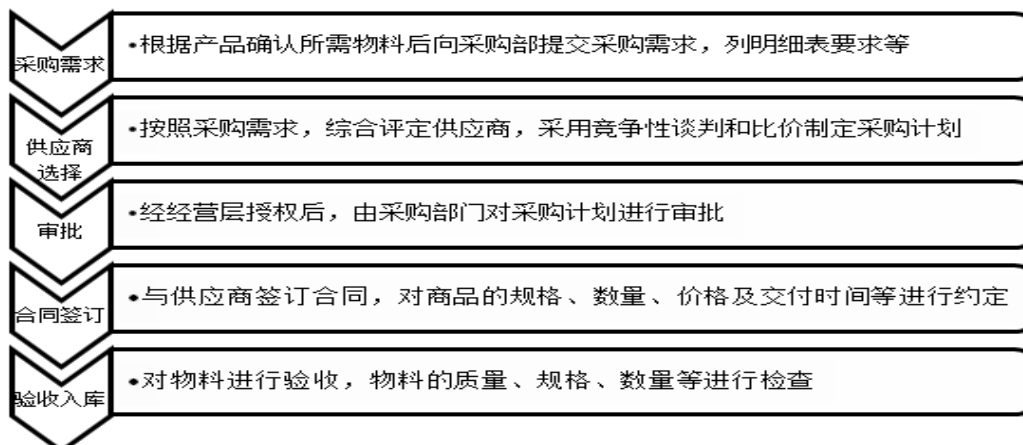 采购需求
•根据产品确认所需物料后向采购部提交采购需求，列明细表要求等
供应商
选择
•按照采购需求，综合评定供应商，采用竞争性谈判和比价制定采购计划
审批
•经经营层授权后，由采购部门对采购计划进行审批
合同签订
•与供应商签订合同，对商品的规格、数量、价格及交付时间等进行约定
验收入库
•对物料进行验收，物料的质量、规格、数量等进行检查